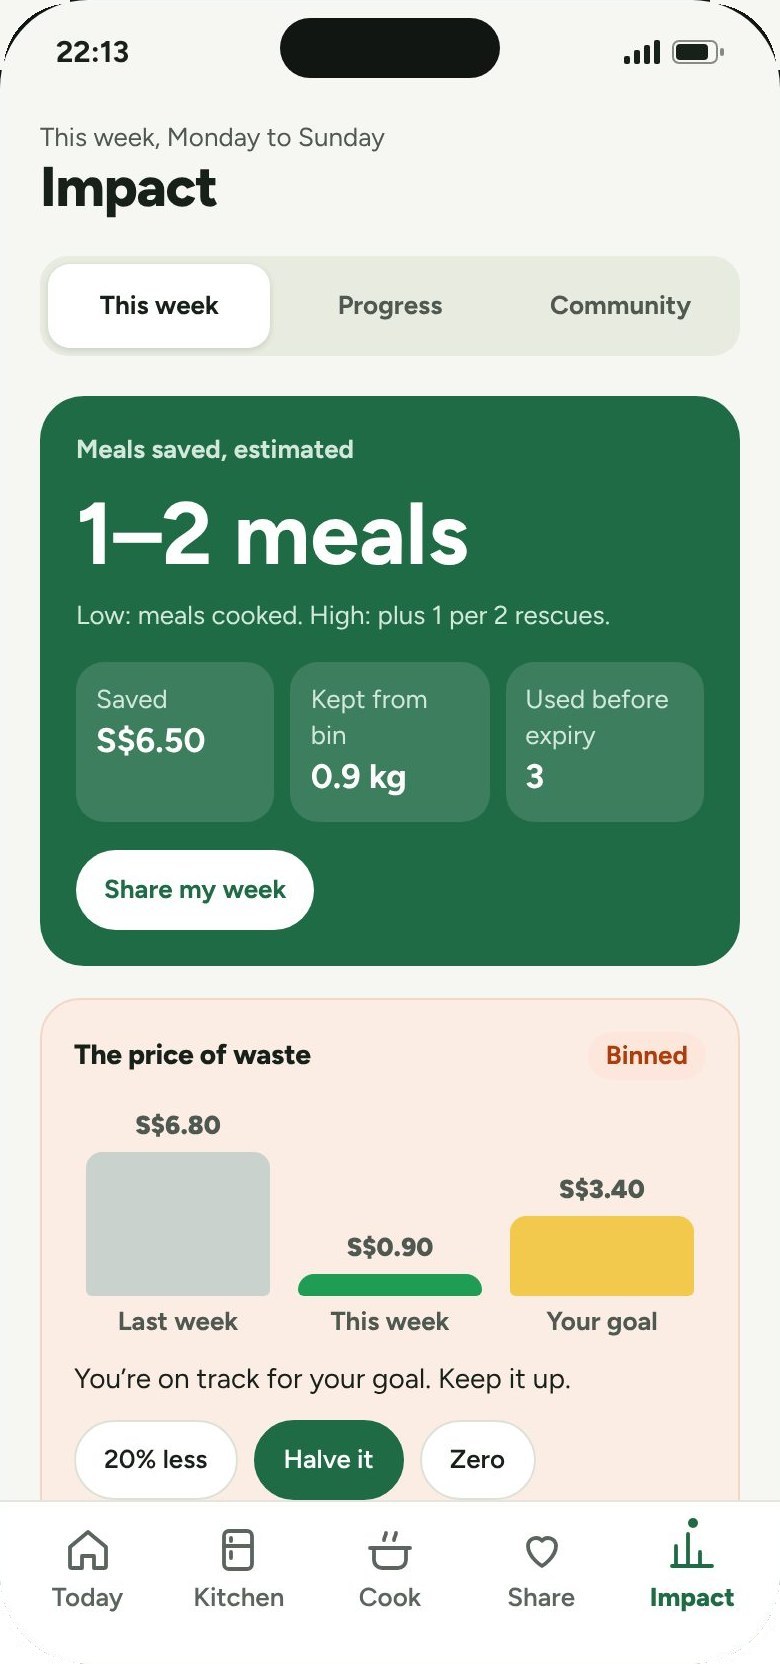 22:13
This week, Monday to Sunday
Impact
This week
Progress
Community
Meals saved, estimated
1–2 meals
Low: meals cooked. High: plus 1 per 2 rescues.
Saved
S$6.50
Kept from
bin
0.9 kg
Used before
expiry
3
Share my week
The price of waste
Binned
S$6.80
S$0.90
S$3.40
Last week
This week
Your goal
You’re on track for your goal. Keep it up.
20% less
Halve it
Zero
Today
Kitchen
Cook
Share
Impact